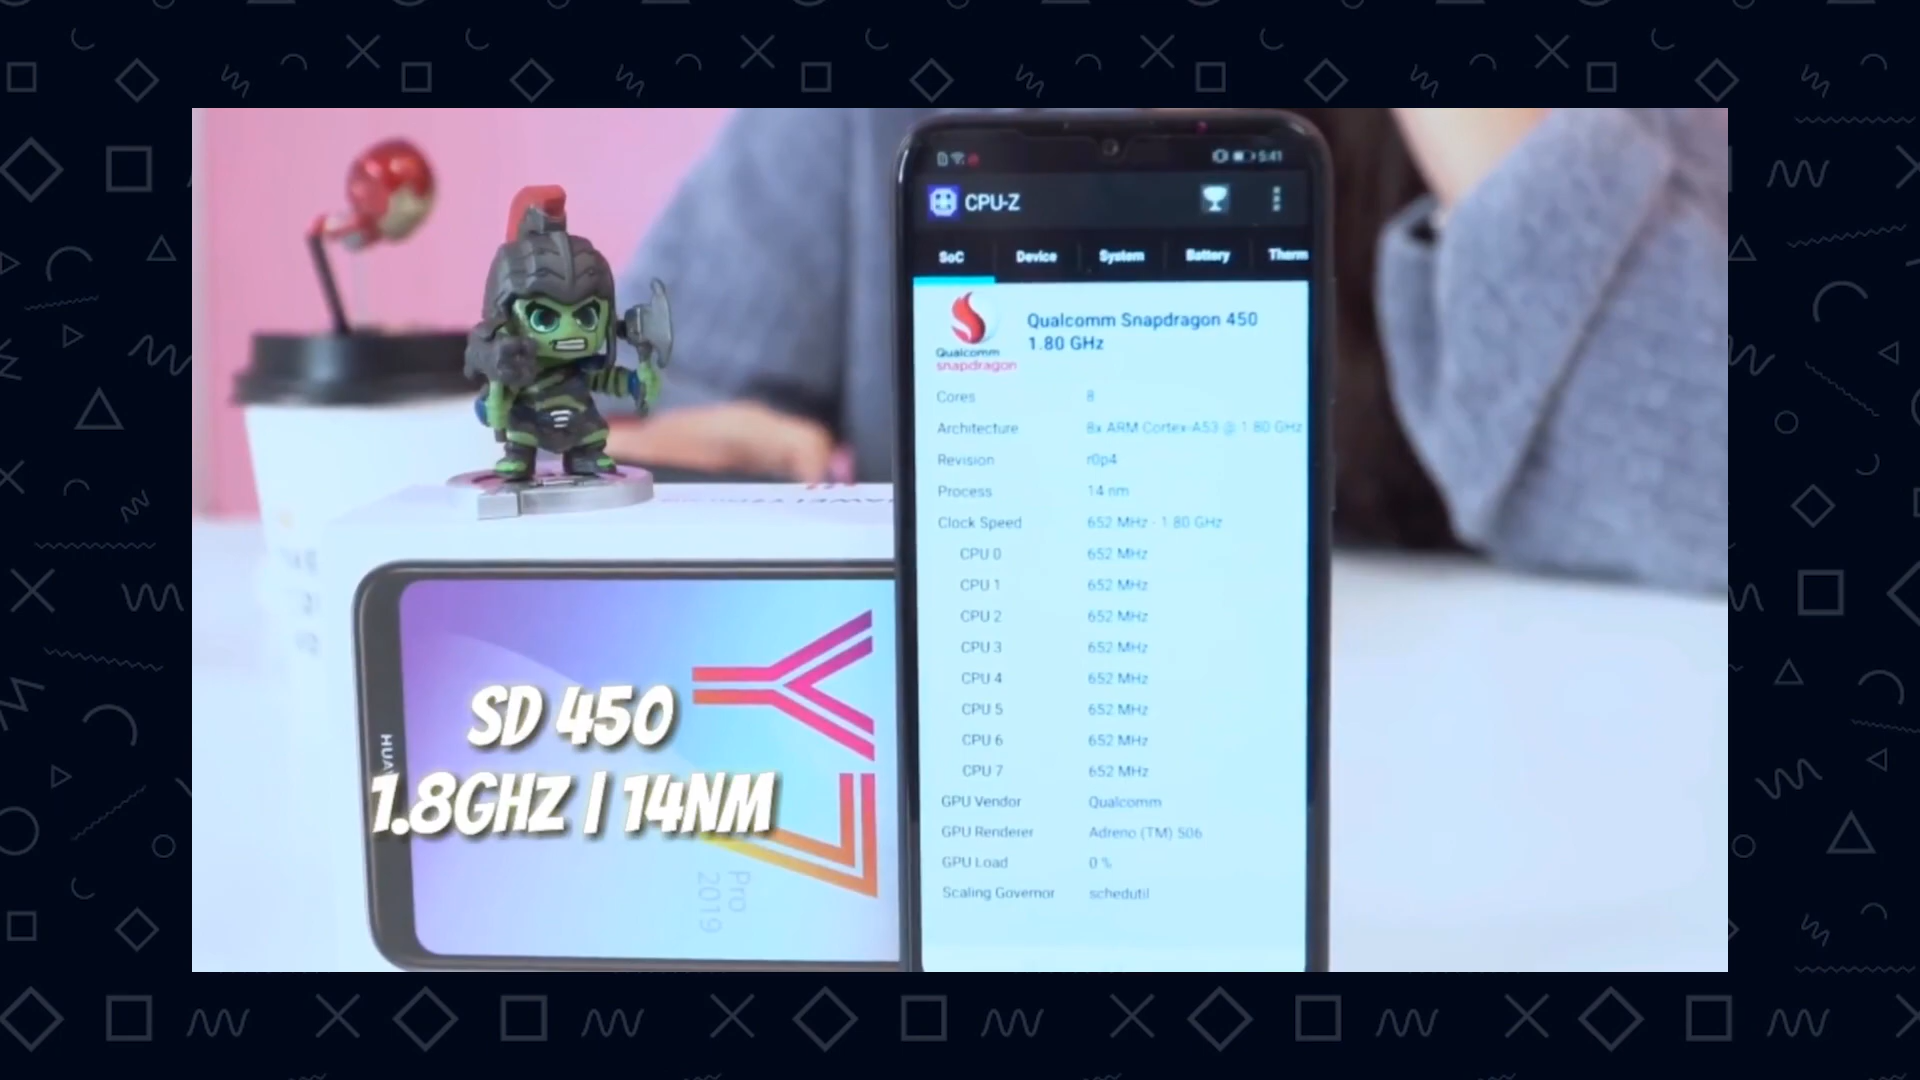 5:41
CPU-Z
SoC Device System Battery Therm
Qualcomm
snapdragon
Qualcomm Snapdragon 450
1.80 GHz
Cores 8
Architecture 8x ARM Cortex-A53 @ 1.80 GHz
Revision r0p4
Process 14 nm
Clock Speed 652 MHz - 1.80 GHz
CPU 0 652 MHz
CPU 1 652 MHz
CPU 2 652 MHz
CPU 3 652 MHz
CPU 4 652 MHz
CPU 5 652 MHz
CPU 6 652 MHz
CPU 7 652 MHz
GPU Vendor Qualcomm
GPU Renderer Adreno (TM) 506
GPU Load 0 %
Scaling Governor schedutil
SD 450
1.8GHZ | 14NM
Y7
Pro
2019